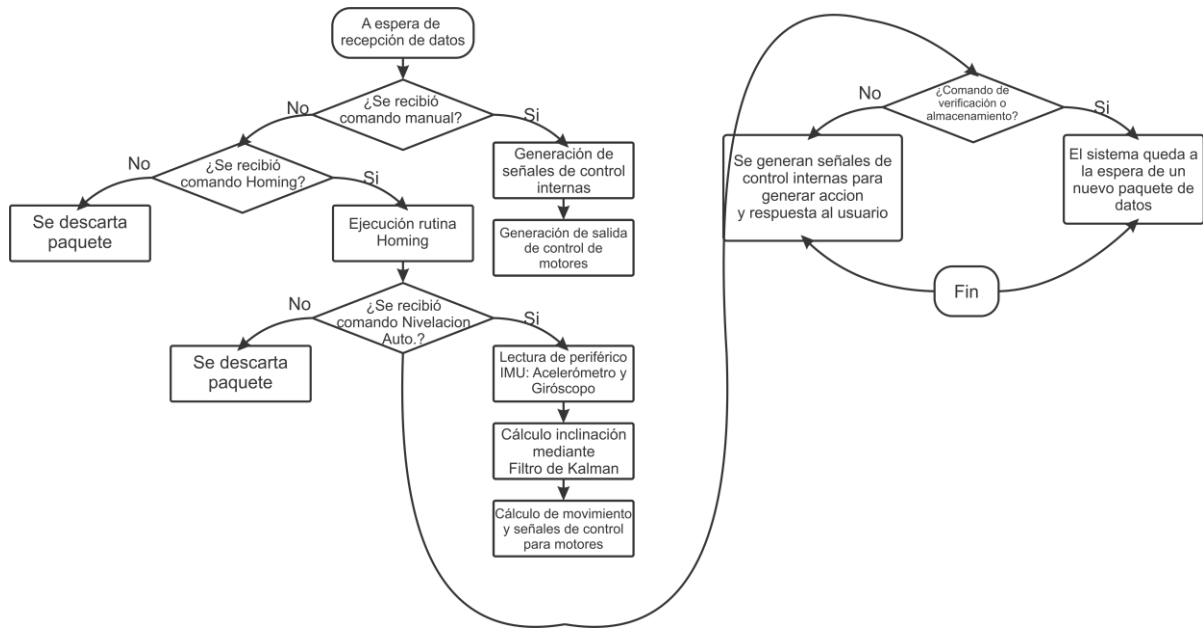 A espera de
recepción de datos
¿Se recibió
comando manual?
No
Si
¿Se recibió
comando Homing?
No
Si
Generación de
señales de control
internas
Se descarta
paquete
Ejecución rutina
Homing
Generación de salida
de control de
motores
¿Se recibió
comando Nivelacion
Auto.?
No
Si
Se descarta
paquete
Lectura de periférico
IMU: Acelerómetro y
Giróscopo
Cálculo inclinación
mediante
Filtro de Kalman
Cálculo de movimiento
y señales de control
para motores
¿Comando de
verificación o
almacenamiento?
No
Si
Se generan señales de
control internas para
generar accion
y respuesta al usuario
El sistema queda a
la espera de un
nuevo paquete de
datos
Fin